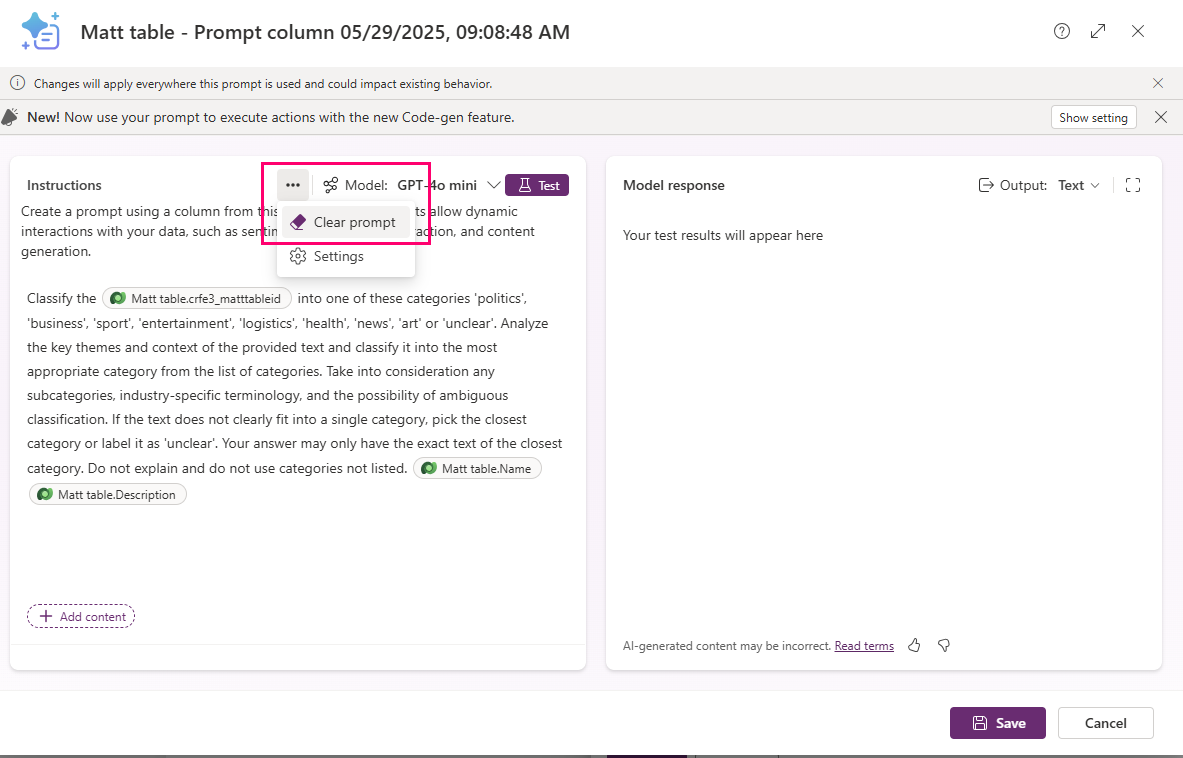 Matt table - Prompt column 05/29/2025, 09:08:48 AM
Changes will apply everywhere this prompt is used and could impact existing behavior.
New! Now use your prompt to execute actions with the new Code-gen feature.
Show setting
Instructions
... Model: GPT-4o mini
Test
Create a prompt using a column from this ts allow dynamic
Clear prompt
interactions with your data, such as sentim action, and content
generation.
Settings
Classify the Matt table.crfe3_matttableid into one of these categories 'politics',
'business', 'sport', 'entertainment', 'logistics', 'health', 'news', 'art' or 'unclear'. Analyze
the key themes and context of the provided text and classify it into the most
appropriate category from the list of categories. Take into consideration any
subcategories, industry-specific terminology, and the possibility of ambiguous
classification. If the text does not clearly fit into a single category, pick the closest
category or label it as 'unclear'. Your answer may only have the exact text of the closest
category. Do not explain and do not use categories not listed. Matt table.Name
Matt table.Description
Add content
Model response
Output: Text
Your test results will appear here
AI-generated content may be incorrect. Read terms
Save
Cancel